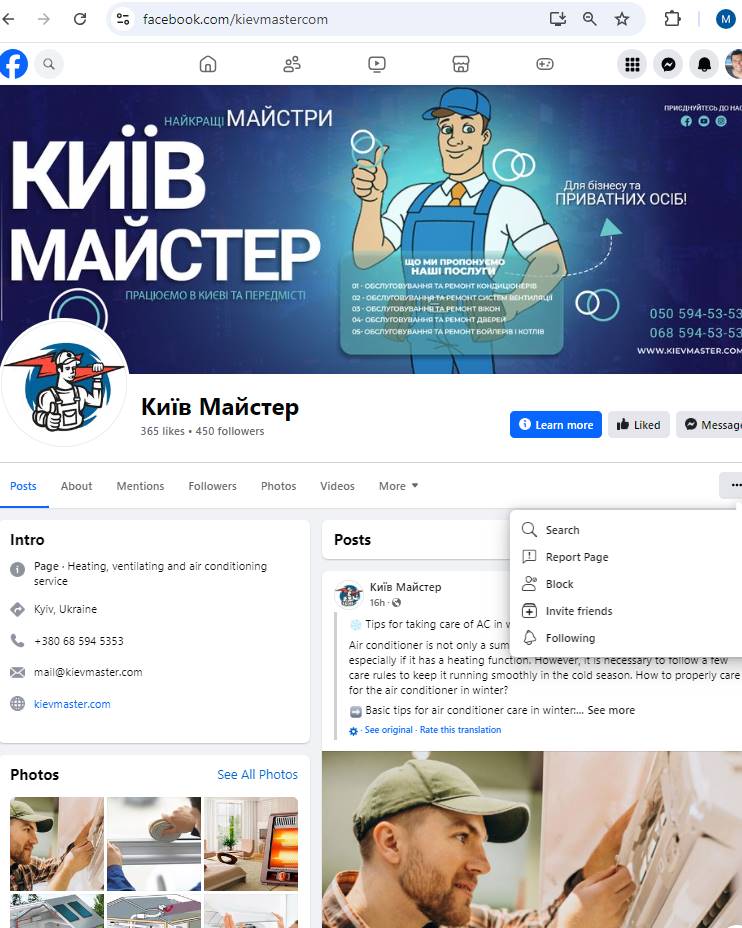 facebook.com/kievmastercom
M
ПРИЄДНУЙТЕСЬ ДО НАС
НАЙКРАЩІ МАЙСТРИ
КИЇВ
МАЙСТЕР
ПРАЦЮЄМО В КИЄВІ ТА ПЕРЕДМІСТІ
Для бізнесу та
ПРИВАТНИХ ОСІБ!
ЩО МИ ПРОПОНУЄМО
НАШІ ПОСЛУГИ
01 - ОБСЛУГОВУВАННЯ ТА РЕМОНТ КОНДИЦІОНЕРІВ
02 - ОБСЛУГОВУВАННЯ ТА РЕМОНТ СИСТЕМ ВЕНТИЛЯЦІЇ
03 - ОБСЛУГОВУВАННЯ ТА РЕМОНТ ВІКОН
04- ОБСЛУГОВУВАННЯ ТА РЕМОНТ ДВЕРЕЙ
05- ОБСЛУГОВУВАННЯ ТА РЕМОНТ БОЙЛЕРІВ І КОТЛІВ
050 594-53-53
068 594-53-53
WWW.KIEVMASTER.COM
Київ Майстер
365 likes • 450 followers
Learn more
Liked
Message
Posts
About
Mentions
Followers
Photos
Videos
More
Search
Report Page
Block
Invite friends
Following
Intro
Page · Heating, ventilating and air conditioning
service
Kyiv, Ukraine
+380 68 594 5353
mail@kievmaster.com
kievmaster.com
Photos
See All Photos
Posts
Київ Майстер
16h ·
Tips for taking care of AC in w
Air conditioner is not only a sum
especially if it has a heating function. However, it is necessary to follow a few
care rules to keep it running smoothly in the cold season. How to properly care
for the air conditioner in winter?
Basic tips for air conditioner care in winter:... See more
· See original · Rate this translation